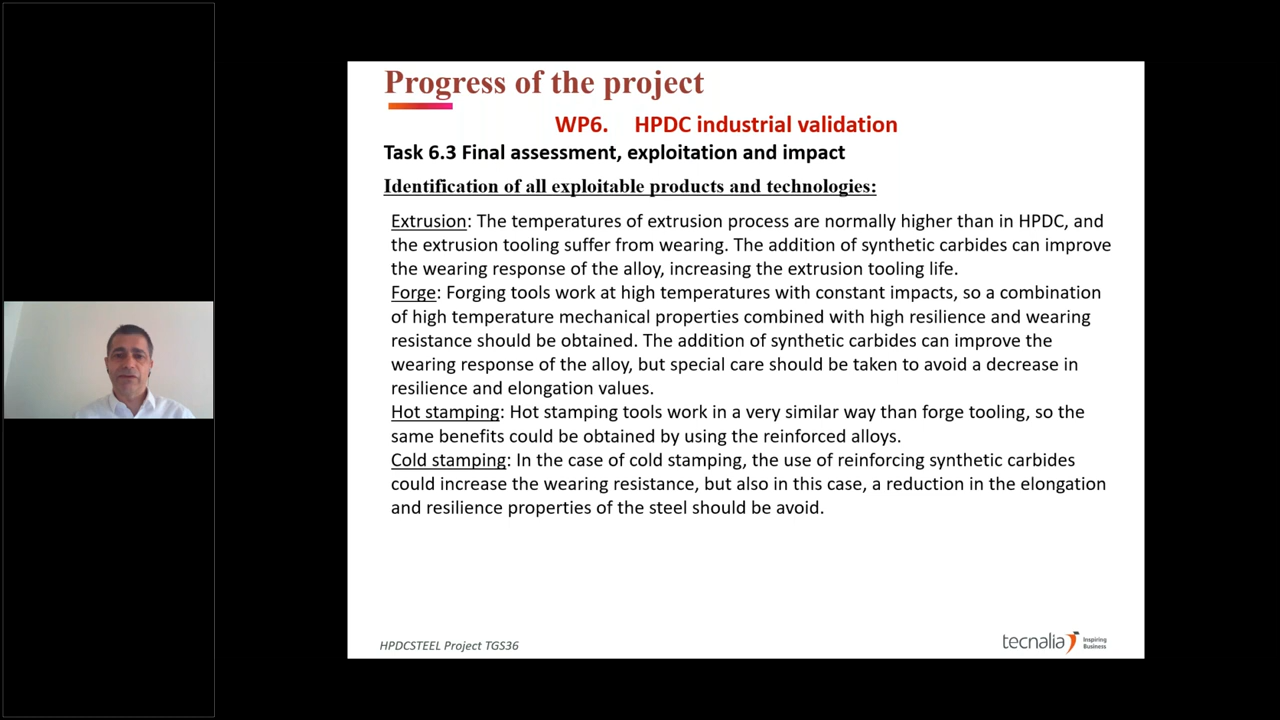 Progress of the project
WP6. HPDC industrial validation
Task 6.3 Final assessment, exploitation and impact
Identification of all exploitable products and technologies:
Extrusion: The temperatures of extrusion process are normally higher than in HPDC, and
the extrusion tooling suffer from wearing. The addition of synthetic carbides can improve
the wearing response of the alloy, increasing the extrusion tooling life.
Forge: Forging tools work at high temperatures with constant impacts, so a combination
of high temperature mechanical properties combined with high resilience and wearing
resistance should be obtained. The addition of synthetic carbides can improve the
wearing response of the alloy, but special care should be taken to avoid a decrease in
resilience and elongation values.
Hot stamping: Hot stamping tools work in a very similar way than forge tooling, so the
same benefits could be obtained by using the reinforced alloys.
Cold stamping: In the case of cold stamping, the use of reinforcing synthetic carbides
could increase the wearing resistance, but also in this case, a reduction in the elongation
and resilience properties of the steel should be avoid.
HPDCSTEEL Project TGS36
tecnalia Inspiring
Business